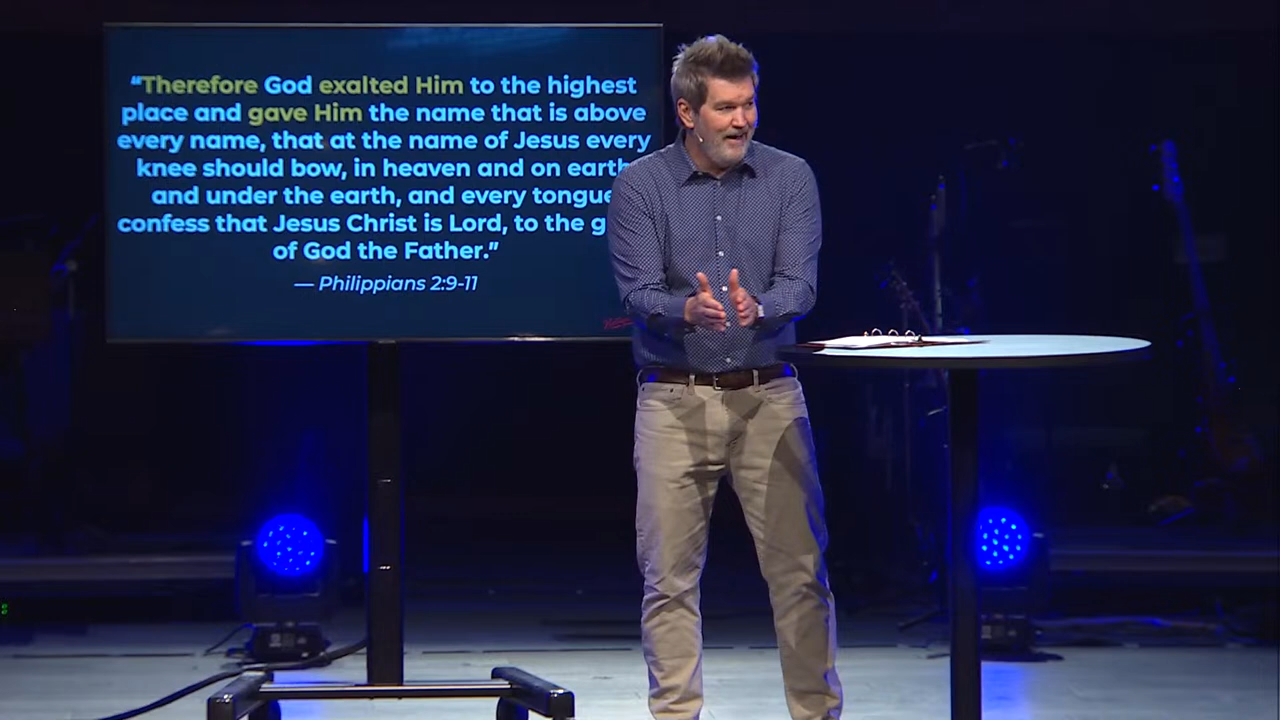 “Therefore God exalted Him to the highest
place and gave Him the name that is above
every name, that at the name of Jesus every
knee should bow, in heaven and on earth
and under the earth, and every tongue
confess that Jesus Christ is Lord, to the
of God the Father.”
— Philippians 2:9-11